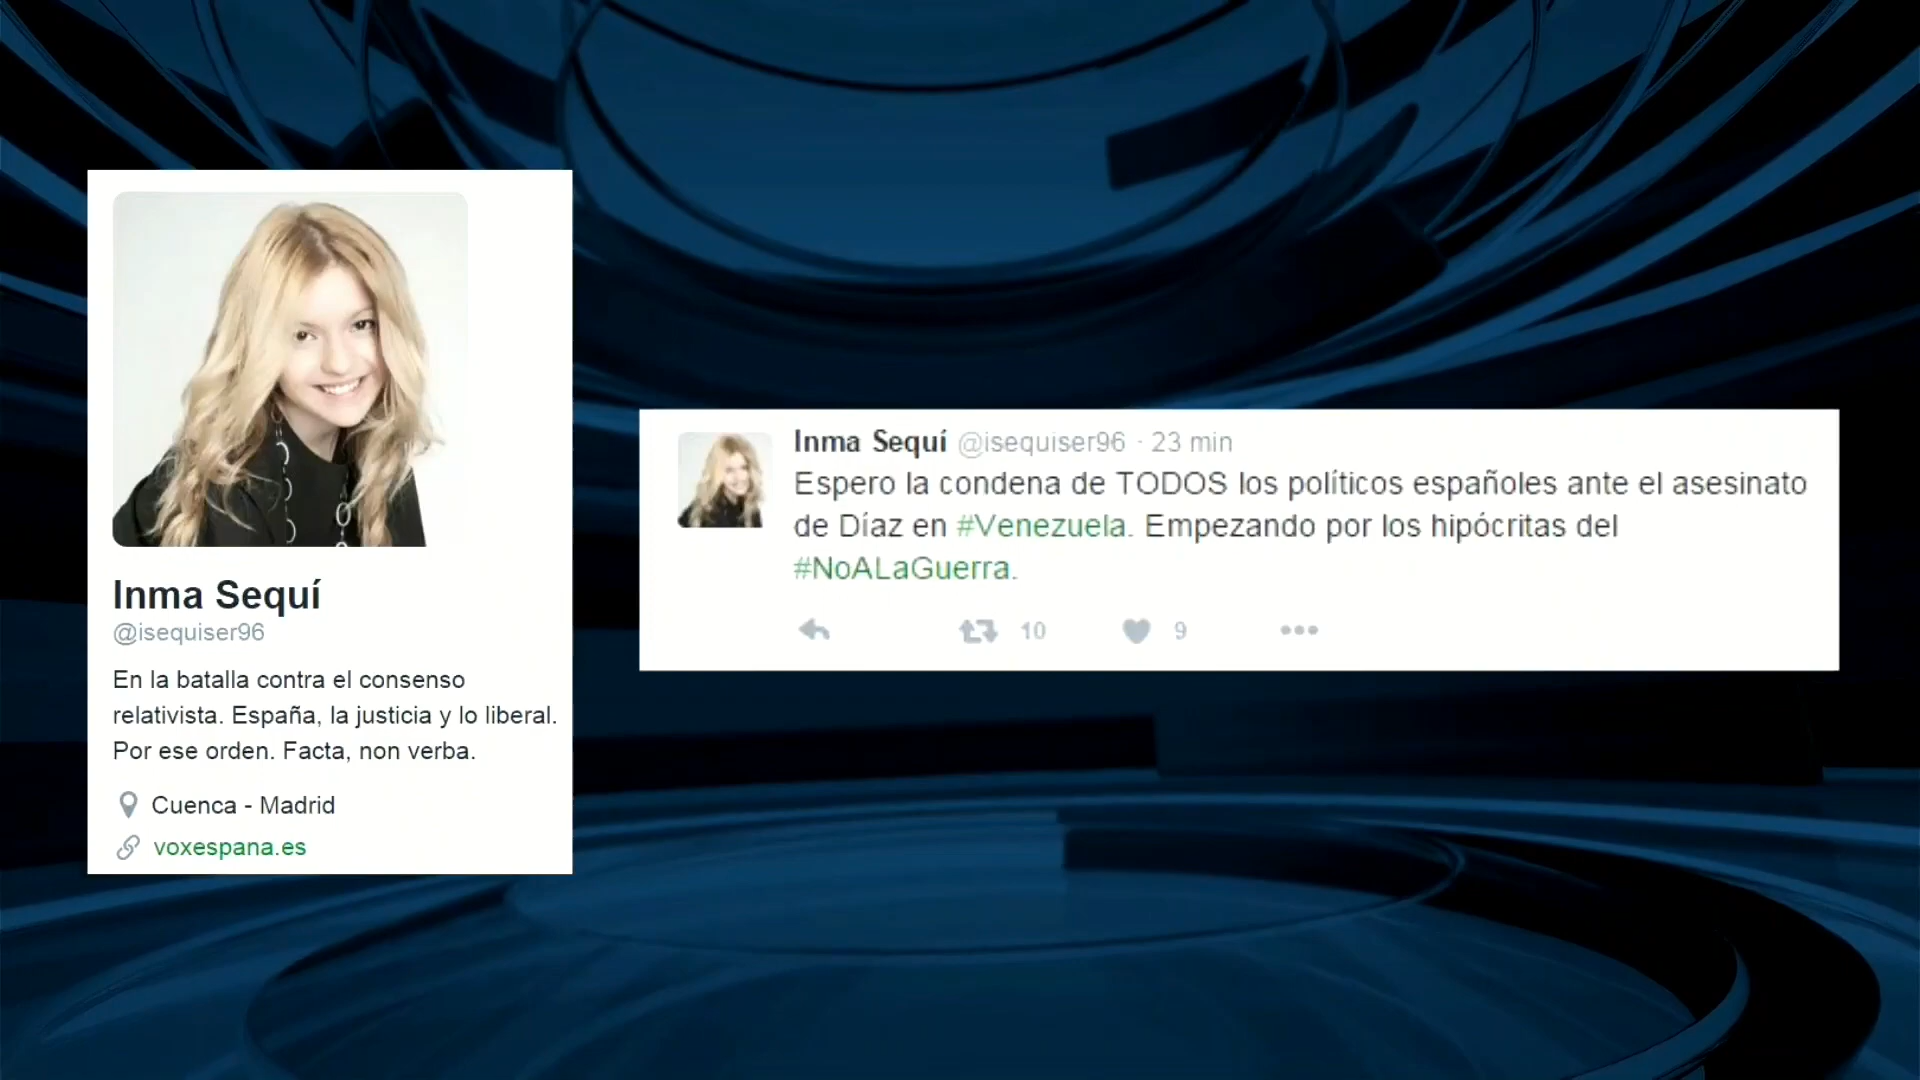 Inma Sequí
@isequiser96
En la batalla contra el consenso
relativista. España, la justicia y lo liberal.
Por ese orden. Facta, non verba.
Cuenca - Madrid
voxespana.es
Inma Sequí @isequiser96 · 23 min
Espero la condena de TODOS los políticos españoles ante el asesinato
de Díaz en #Venezuela. Empezando por los hipócritas del
#NoALaGuerra.
10 9